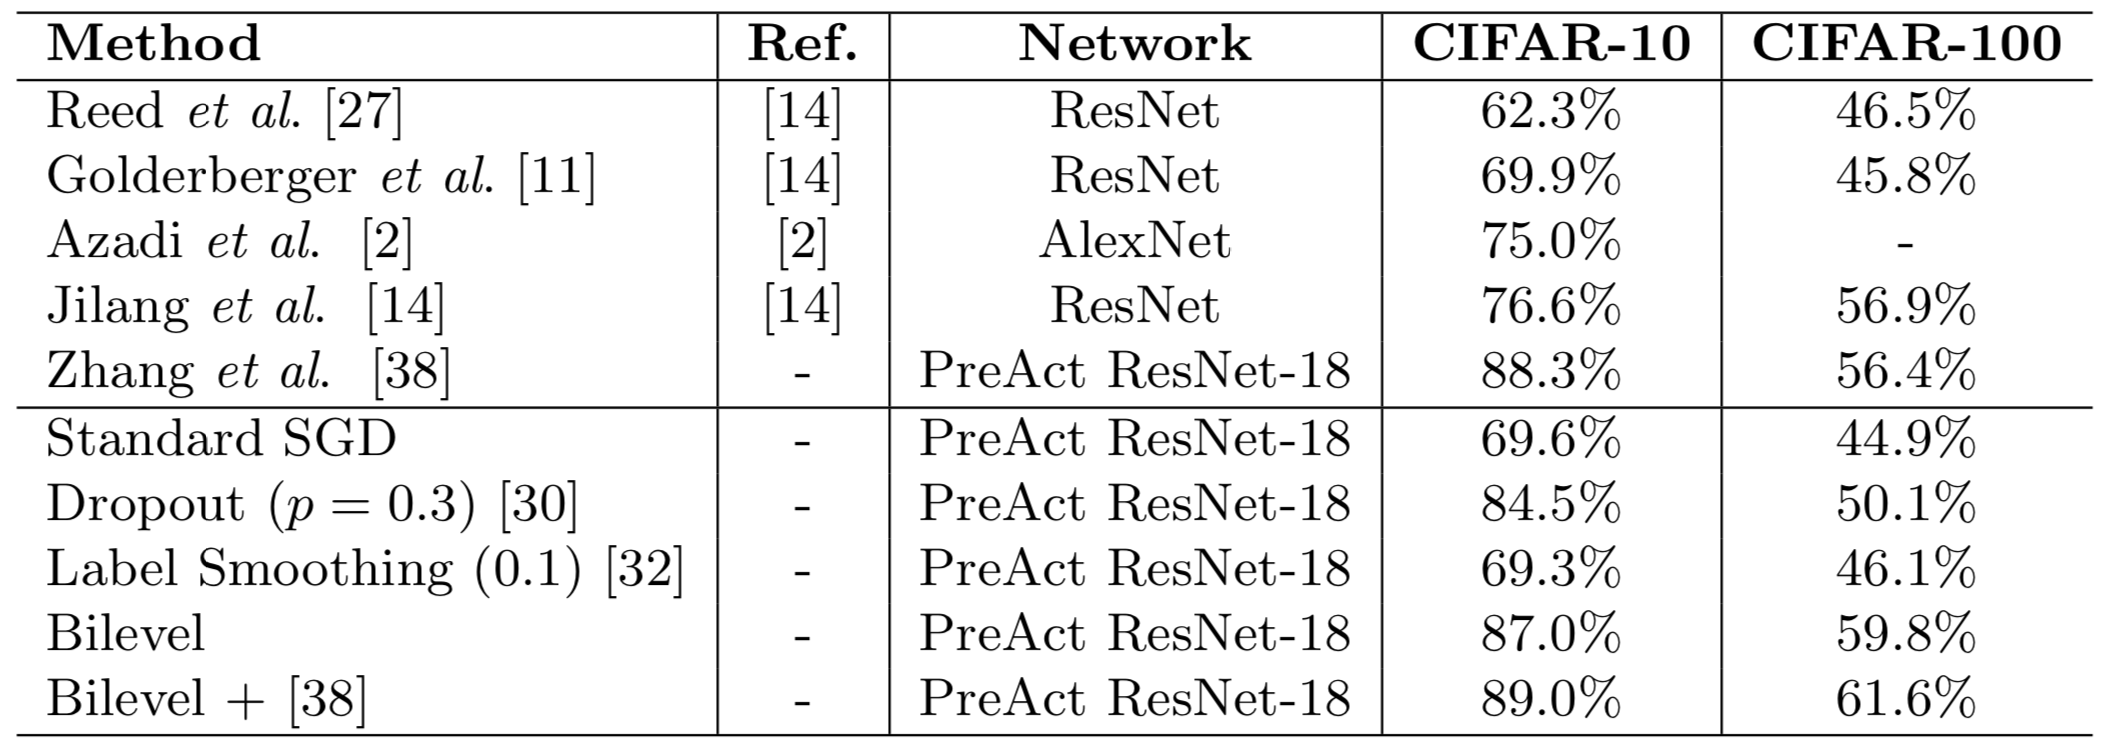 Method Ref. Network CIFAR-10 CIFAR-100
Reed et al. [27] [14] ResNet 62.3% 46.5%
Golderberger et al. [11] [14] ResNet 69.9% 45.8%
Azadi et al. [2] [2] AlexNet 75.0% -
Jilang et al. [14] [14] ResNet 76.6% 56.9%
Zhang et al. [38] - PreAct ResNet-18 88.3% 56.4%
Standard SGD - PreAct ResNet-18 69.6% 44.9%
Dropout (p = 0.3) [30] - PreAct ResNet-18 84.5% 50.1%
Label Smoothing (0.1) [32] - PreAct ResNet-18 69.3% 46.1%
Bilevel - PreAct ResNet-18 87.0% 59.8%
Bilevel + [38] - PreAct ResNet-18 89.0% 61.6%